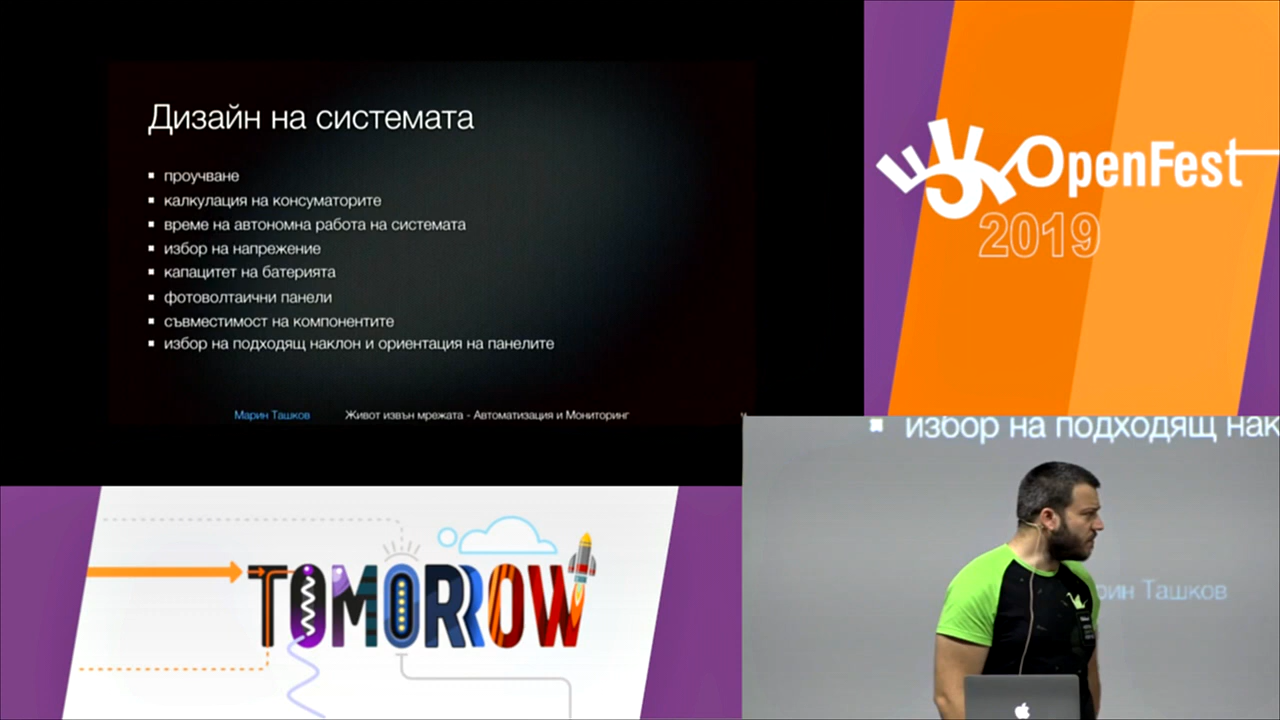 Дизайн на системата
проучване
калкулация на консуматорите
време на автономна работа на системата
избор на напрежение
капацитет на батерията
фотоволтаични панели
съвместимост на компонентите
избор на подходящ наклон и ориентация на панелите
Марин Ташков Живот извън мрежата - Автоматизация и Мониторинг
OpenFest
2019
TOMORROW
избор на подходящ нак
рин Ташков